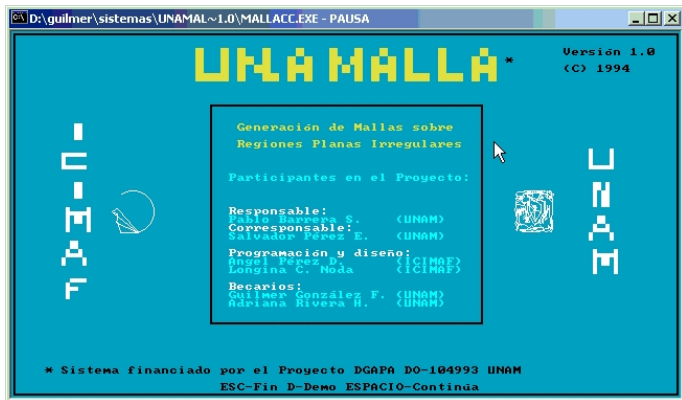 D:\guilmer\sistemas\UNAMAL~1.0\MALLACC.EXE - PAUSA
UNAMALLA*
Versión 1.0
(C) 1994
Generación de Mallas sobre
Regiones Planas Irregulares
Participantes en el Proyecto:
Responsable:
Pablo Barrera S. (UNAM)
Corresponsable:
Salvador Pérez E. (UNAM)
Programación y diseño:
Angel Pérez D. (ICIMAF)
Longina C. Noda (ICIMAF)
Becarios:
Guilmer González F. (UNAM)
Adriana Rivera H. (UNAM)
ICIMAF
UNAM
* Sistema financiado por el Proyecto DGAPA DO-104993 UNAM
ESC-Fin D-Demo ESPACIO-Continúa